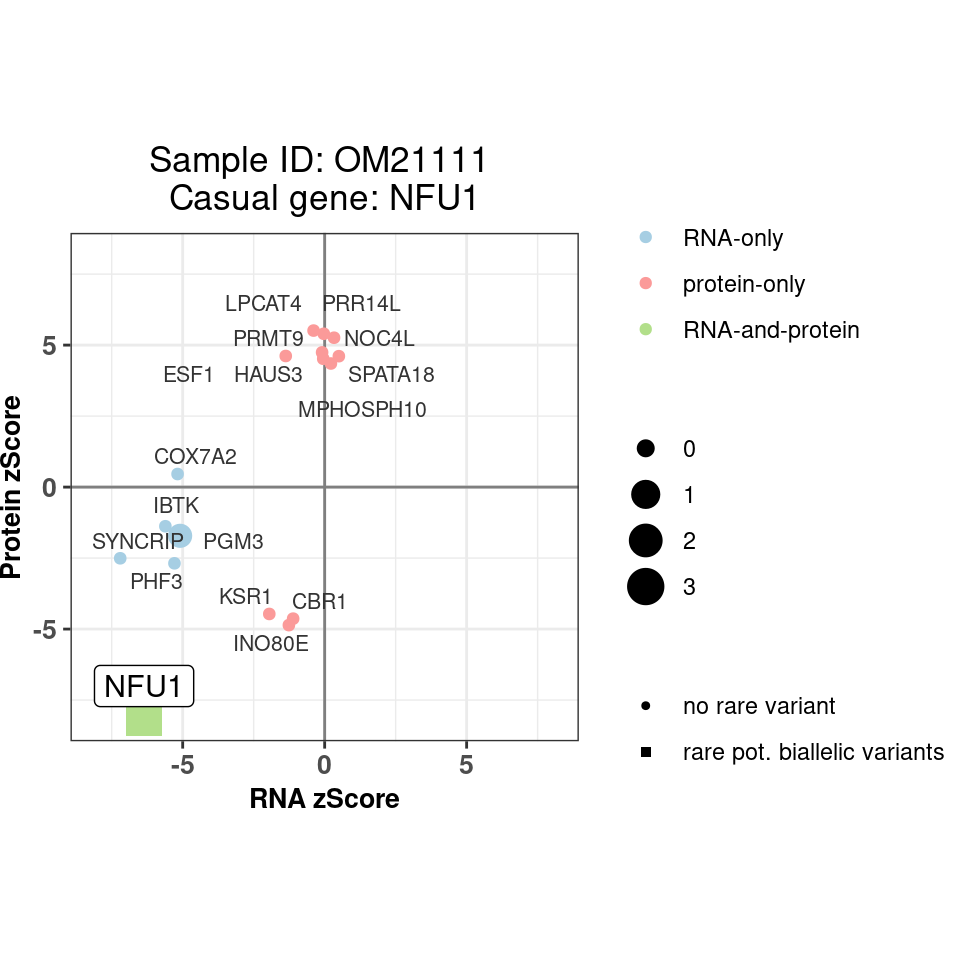 Sample ID: OM21111
Casual gene: NFU1
RNA-only
protein-only
RNA-and-protein
LPCAT4 PRR14L
PRMT9 NOC4L
ESF1 HAUS3 SPATA18
MPHOSPH10
COX7A2
IBTK
SYNCRIP PGM3
PHF3
KSR1 CBR1
INO80E
NFU1
5
0
-5
Protein zScore
-5 0 5
RNA zScore
0
1
2
3
no rare variant
rare pot. biallelic variants